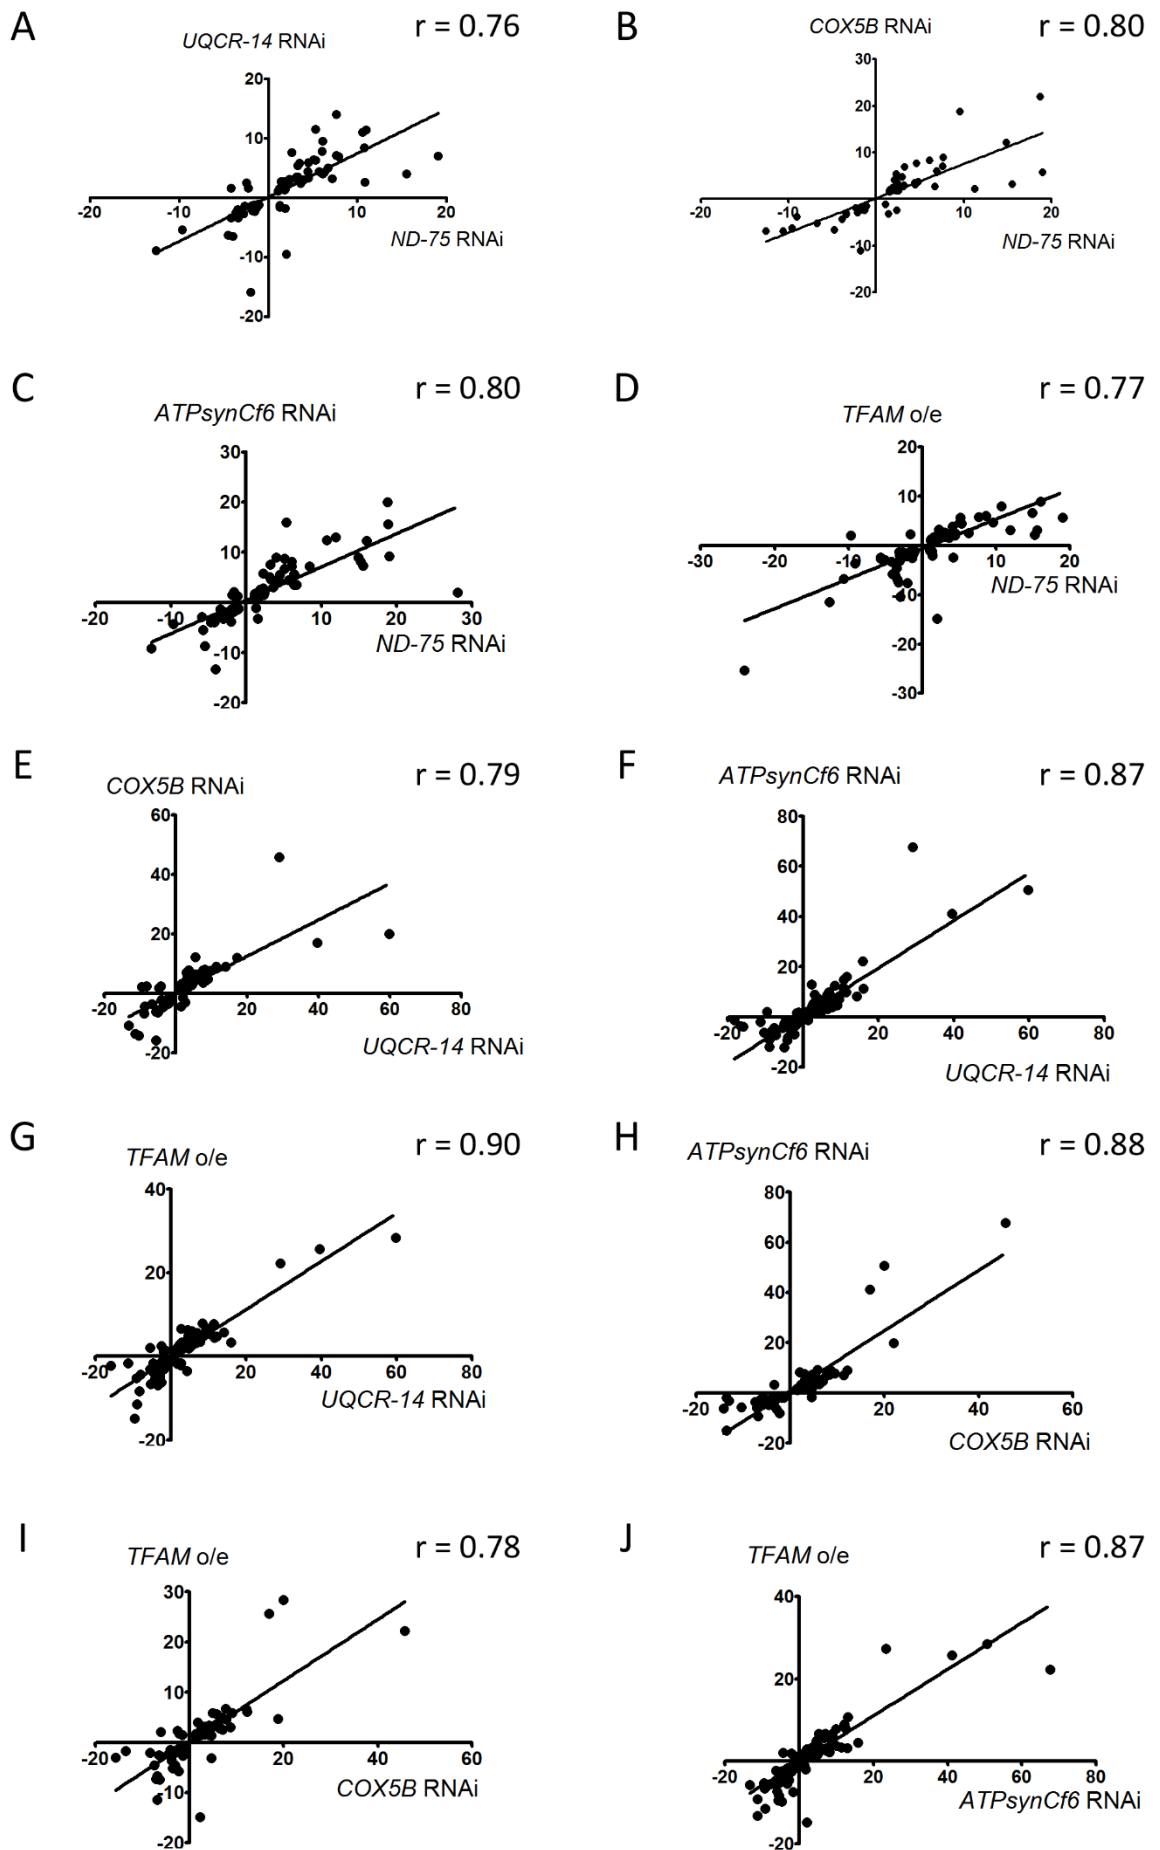 A
r = 0.76
UQCR-14 RNAi
20
10
-20
-10
10
20
ND-75 RNAi
-10
-20
B
r = 0.80
COX5B RNAi
30
20
10
-20
-10
10
20
ND-75 RNAi
-10
-20
C
r = 0.80
ATPsynCf6 RNAi
30
20
10
-20
-10
10
20
30
ND-75 RNAi
-10
-20
D
r = 0.77
TFAM o/e
20
10
-30
-20
-10
10
20
ND-75 RNAi
-10
-20
-30
E
r = 0.79
COX5B RNAi
60
40
20
-20
20
40
60
80
-20
UQCR-14 RNAi
F
r = 0.87
ATPsynCf6 RNAi
80
60
40
20
-20
20
40
60
80
-20
UQCR-14 RNAi
G
r = 0.90
TFAM o/e
40
20
-20
20
40
60
80
UQCR-14 RNAi
-20
H
r = 0.88
ATPsynCf6 RNAi
80
60
40
20
-20
20
40
60
-20
COX5B RNAi
I
r = 0.78
TFAM o/e
30
20
10
-20
20
40
60
COX5B RNAi
-10
-20
J
r = 0.87
TFAM o/e
40
20
-20
20
40
60
80
ATPsynCf6 RNAi
-20